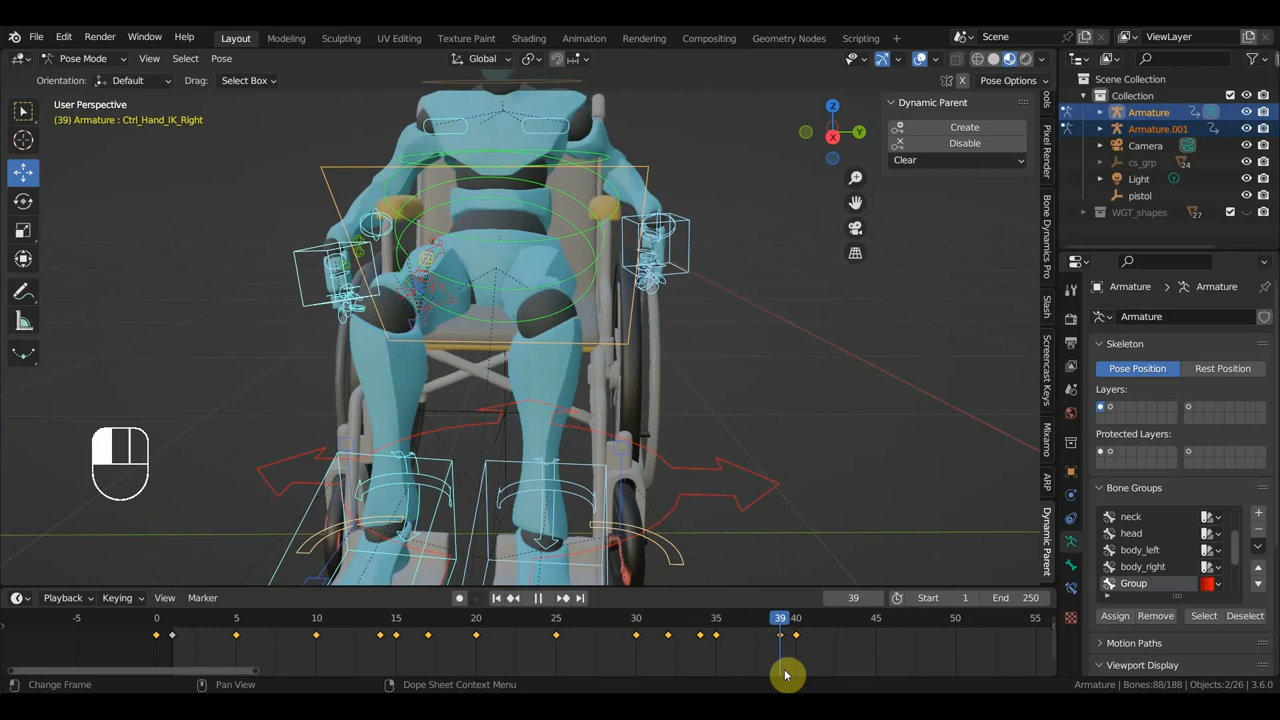 File Edit Render Window Help Layout Modeling Sculpting UV Editing Texture Paint Shading Animation Rendering Compositing Geometry Nodes Scripting + Scene ViewLayer
Pose Mode View Select Pose Global
Orientation: Default Drag: Select Box X Pose Options
User Perspective
(39) Armature : Ctrl_Hand_IK_Right
Dynamic Parent
Create
Disable
Clear
Z
Y
X
Pixel Render
Bone Dynamics Pro
Slash
Screencast Keys
Mixamo
ARP
Dynamic Parent
Scene Collection
Collection
Armature
Armature.001
Camera
cs_grp 24
Light
pistol
WGT_shapes 27
Armature > Armature
Armature
Skeleton
Pose Position Rest Position
Layers:
Protected Layers:
Bone Groups
neck
head
body_left
body_right
Group
Assign Remove Select Deselect
Motion Paths
Viewport Display
Playback Keying View Marker 39 Start 1 End 250
-5 0 5 10 15 20 25 30 35 39 40 45 50 55
Change Frame Pan View Dope Sheet Context Menu Armature | Bones:88/188 | Objects:2/26 | 3.6.0